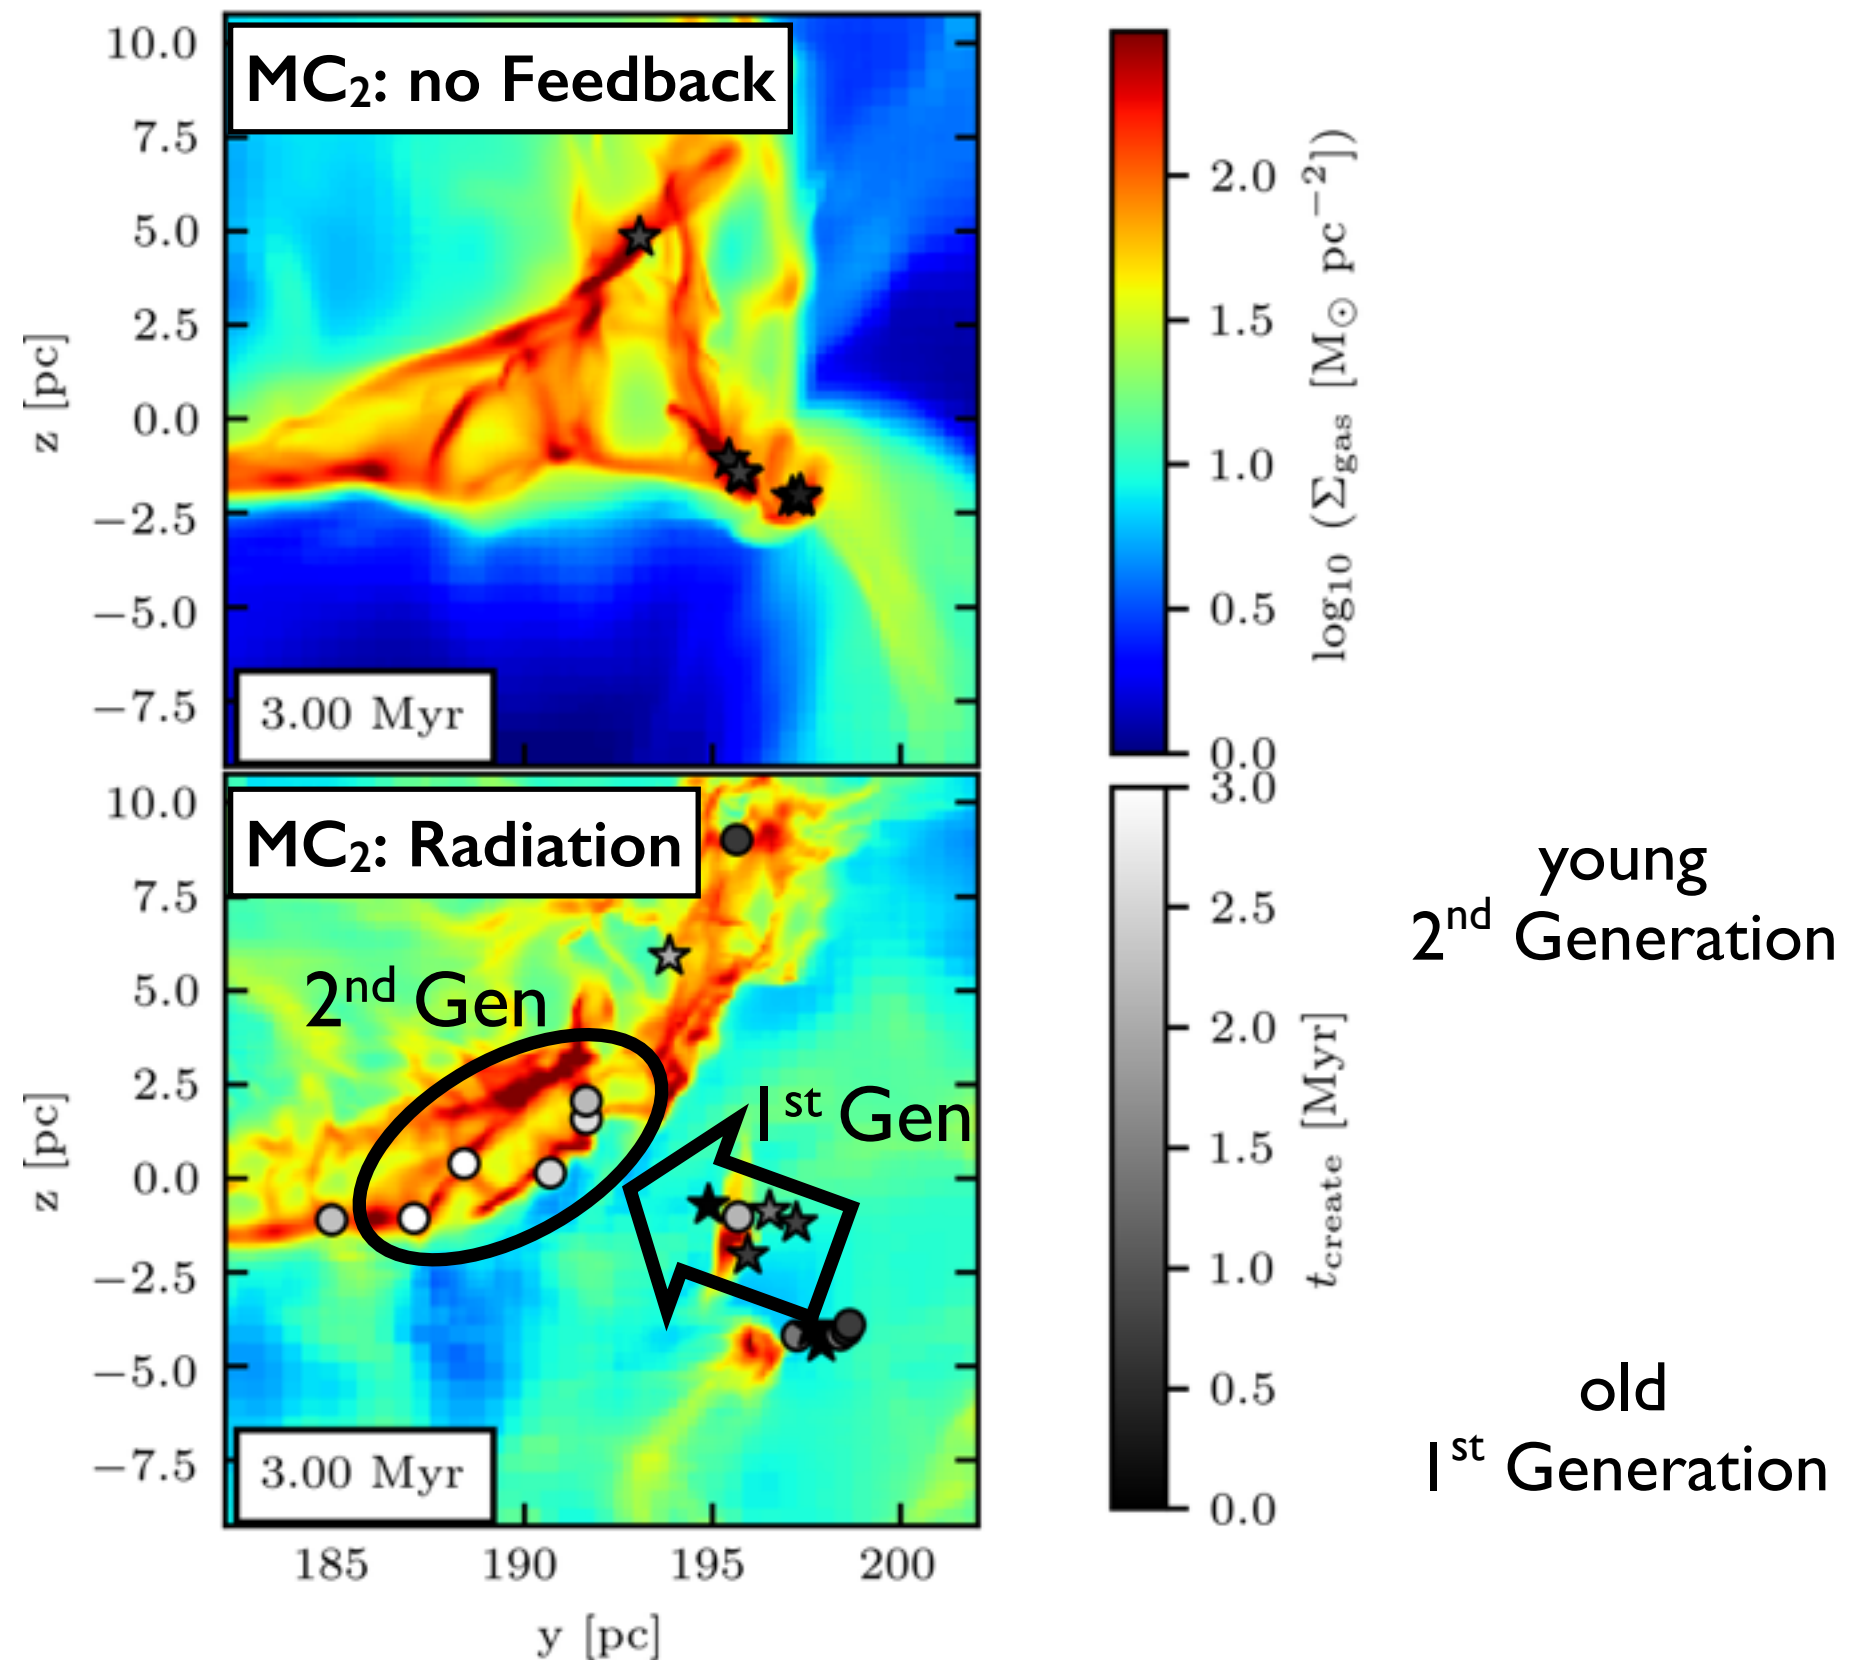 MC₂: no Feedback
10.0
7.5
5.0
2.5
0.0
−2.5
−5.0
−7.5
z [pc]
3.00 Myr
2.0
1.5
1.0
0.5
0.0
log₁₀ (Σgas [M⊙ pc⁻²])
MC₂: Radiation
10.0
7.5
5.0
2.5
0.0
−2.5
−5.0
−7.5
z [pc]
2nd Gen
1st Gen
3.00 Myr
185 190 195 200
y [pc]
3.0
2.5
2.0
1.5
1.0
0.5
0.0
tcreate [Myr]
young
2nd Generation
old
1st Generation